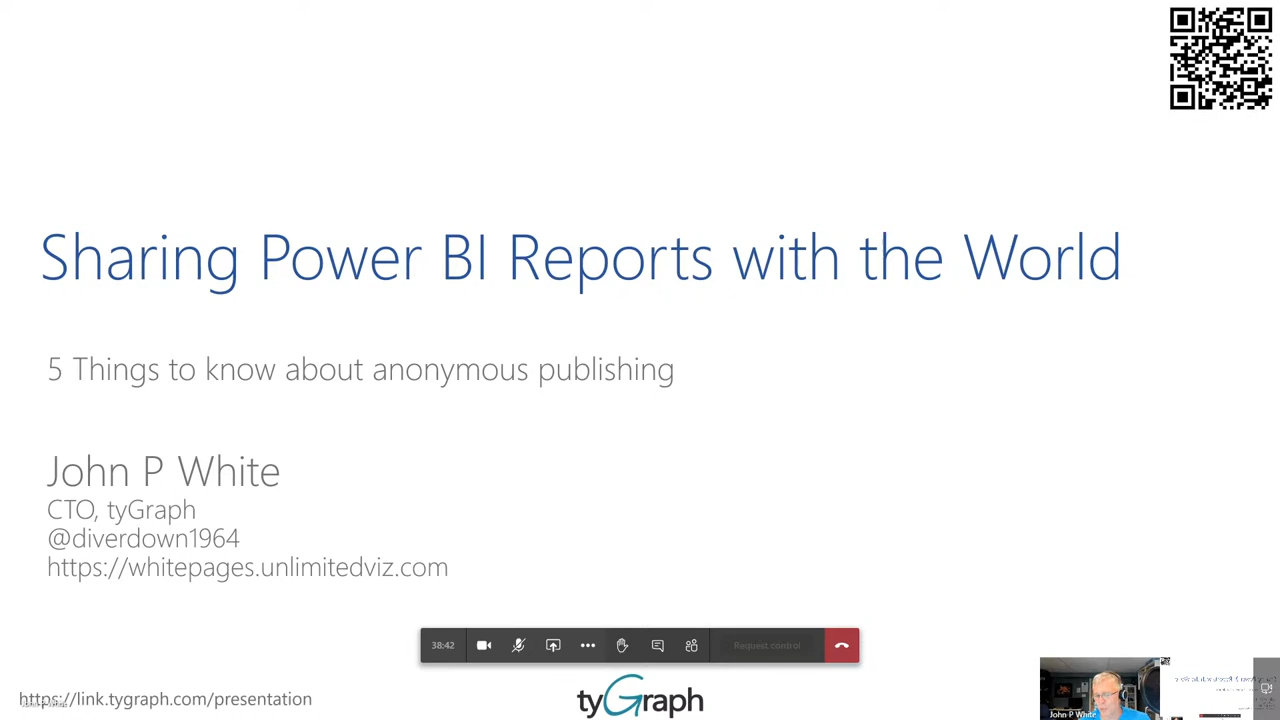 Sharing Power BI Reports with the World
5 Things to know about anonymous publishing
John P White
CTO, tyGraph
@diverdown1964
https://whitepages.unlimitedviz.com
38:42
Request control
https://link.tygraph.com/presentation
tyGraph
John P White